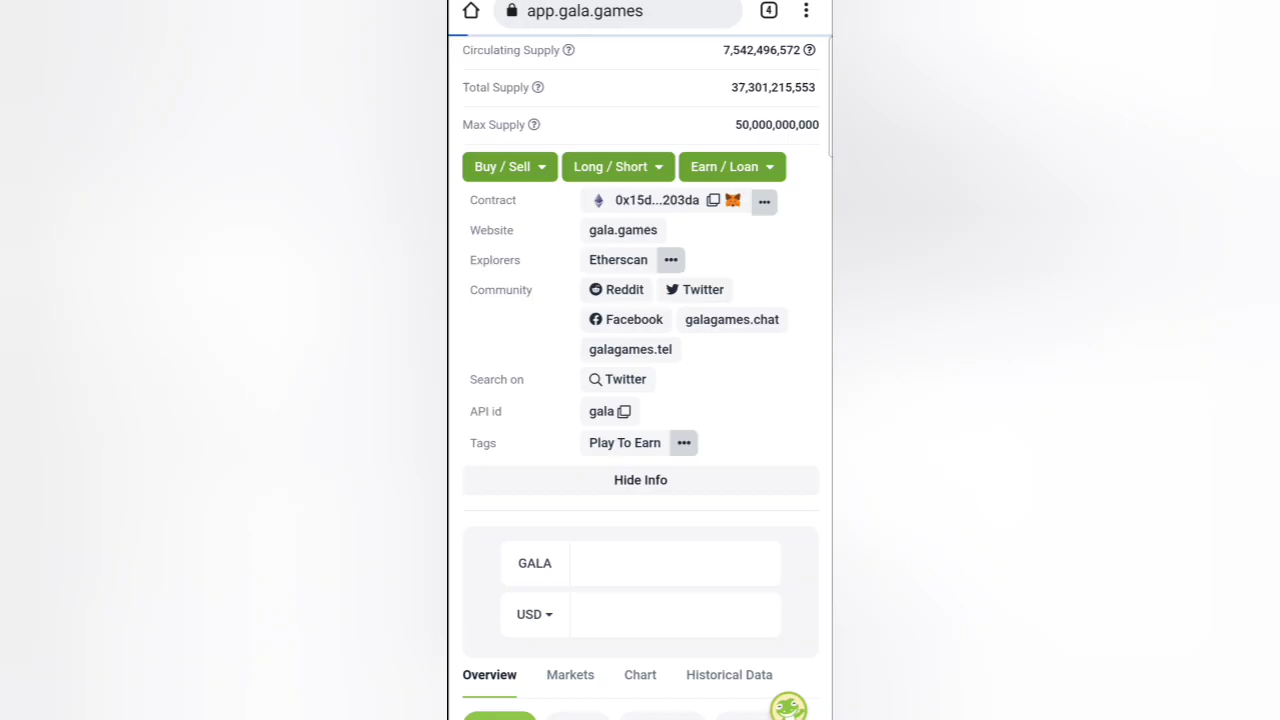 app.gala.games 4
Circulating Supply 7,542,496,572
Total Supply 37,301,215,553
Max Supply 50,000,000,000
Buy / Sell Long / Short Earn / Loan
Contract 0x15d...203da
Website gala.games
Explorers Etherscan
Community Reddit Twitter
Facebook galagames.chat
galagames.tel
Search on Twitter
API id gala
Tags Play To Earn
Hide Info
GALA
USD
Overview Markets Chart Historical Data